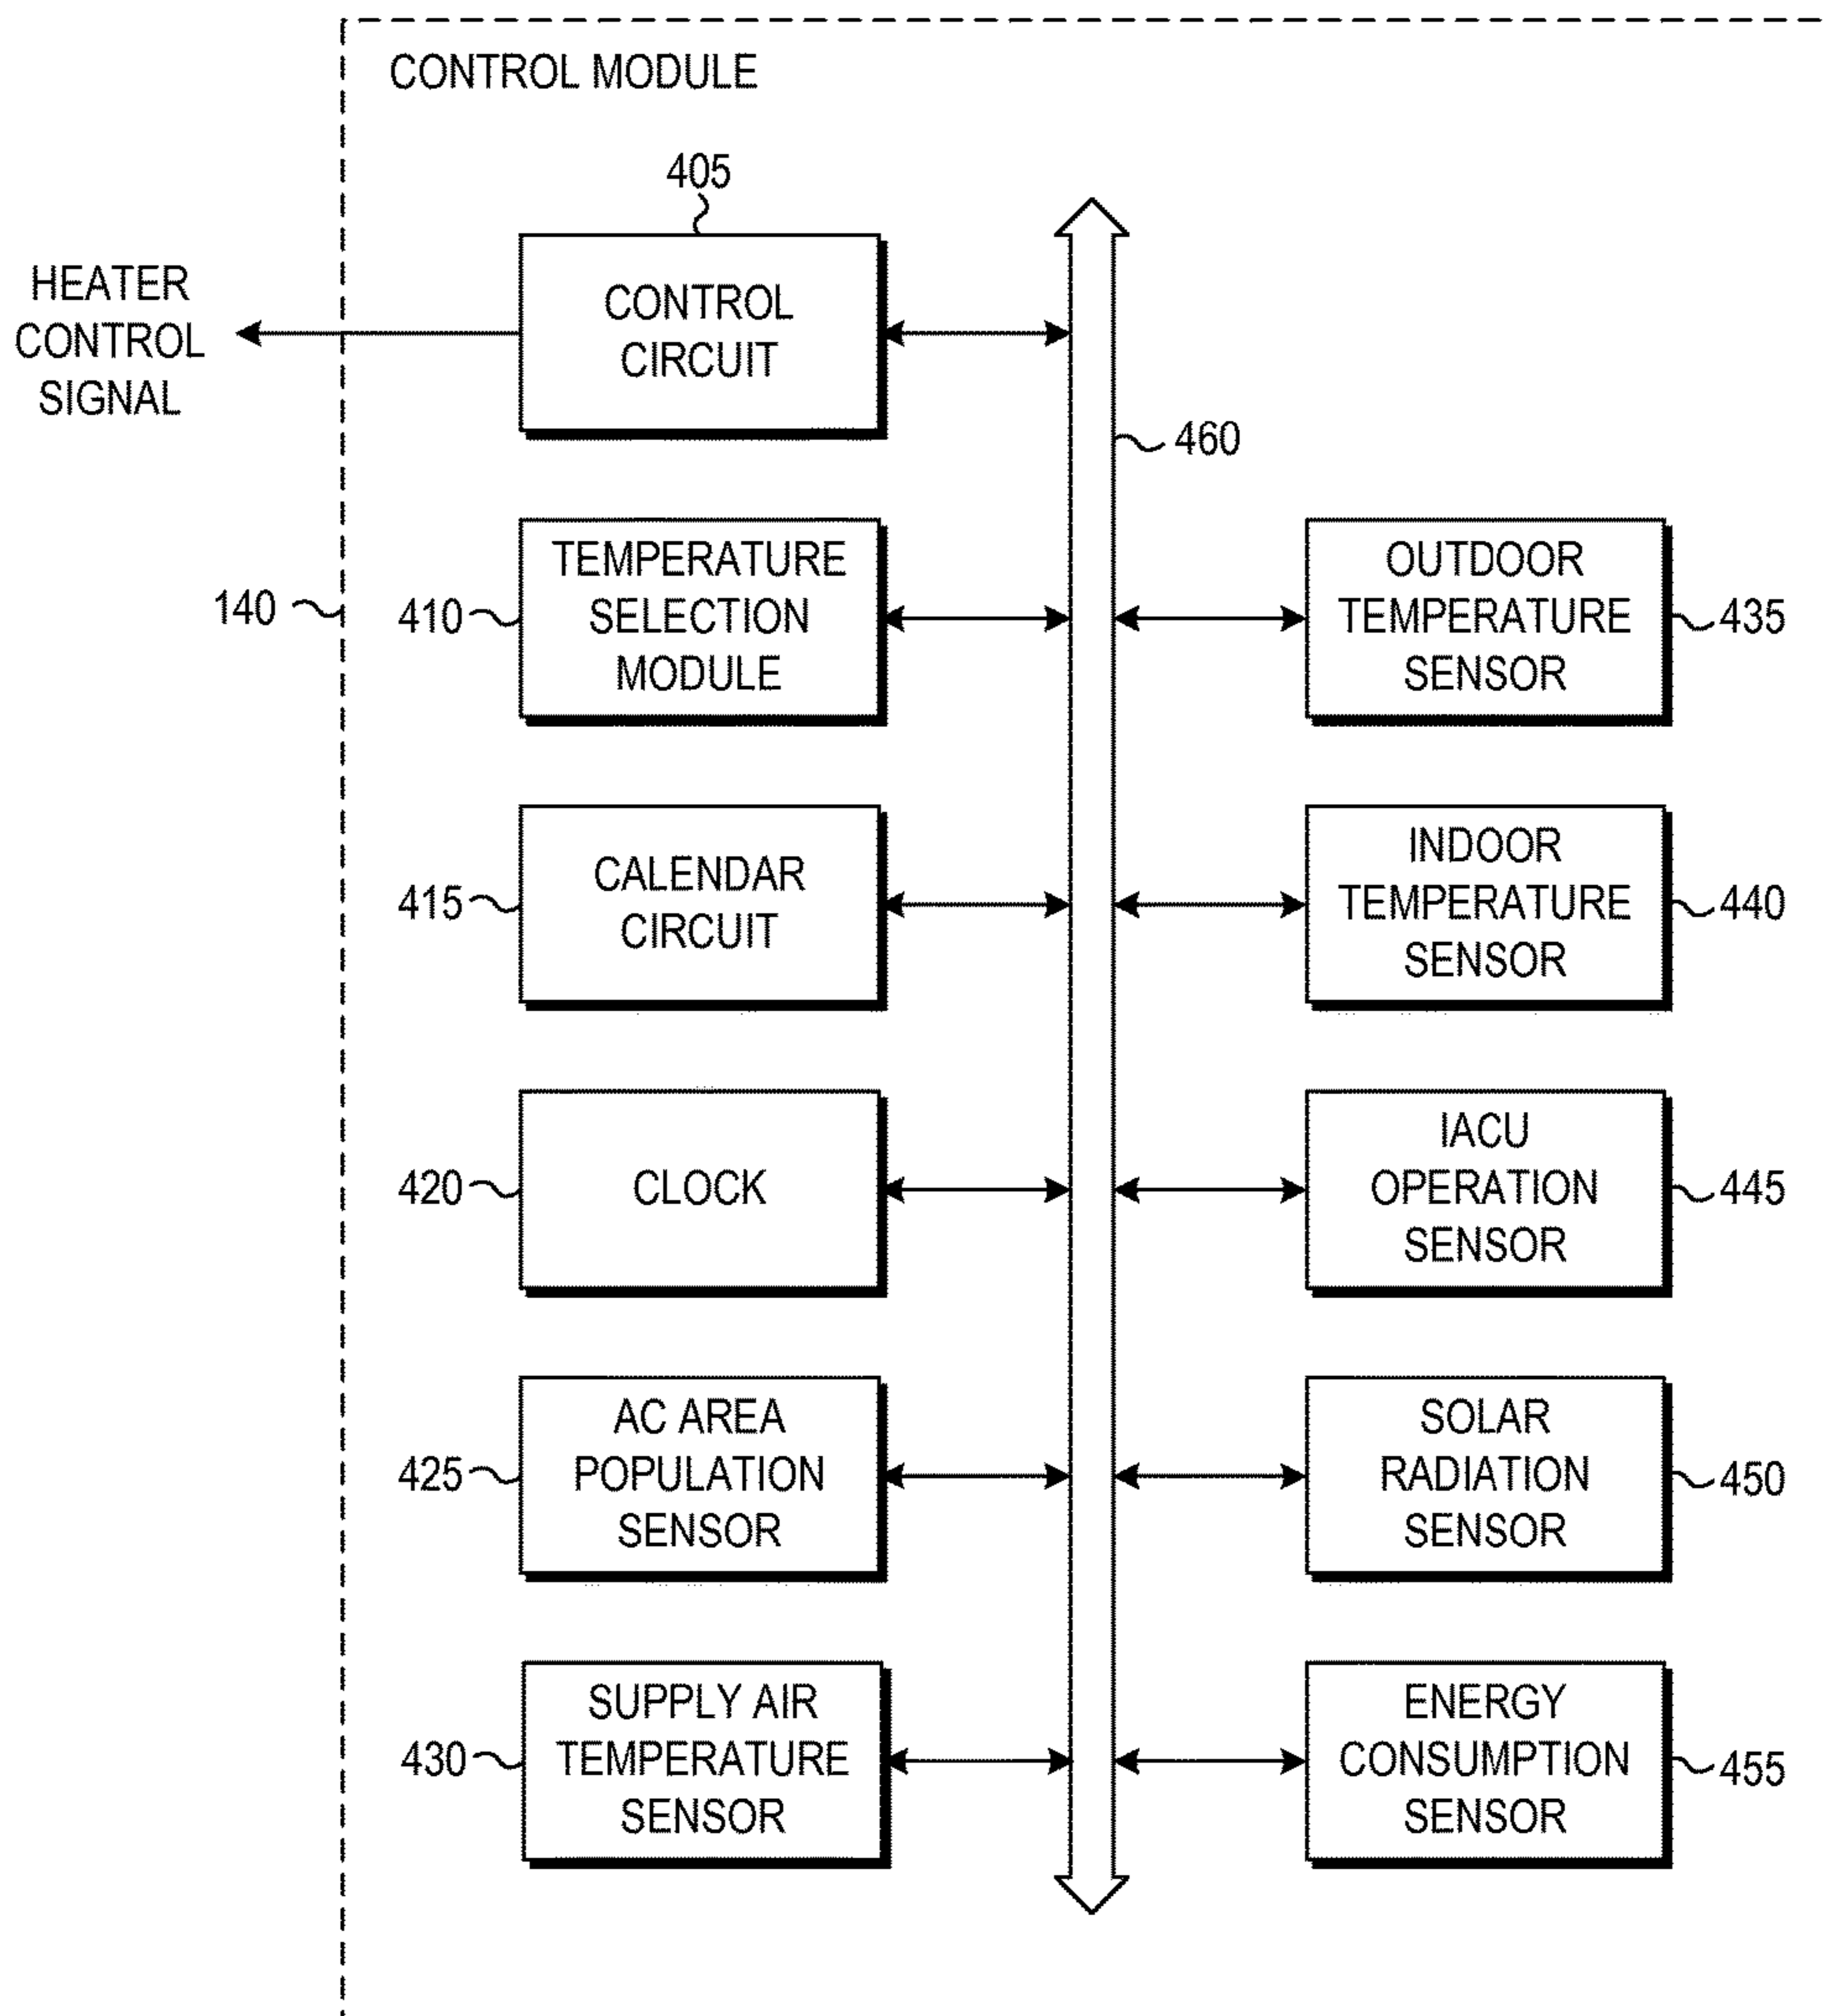 CONTROL MODULE
405
HEATER
CONTROL
SIGNAL
CONTROL
CIRCUIT
460
140
410
TEMPERATURE
SELECTION
MODULE
OUTDOOR
TEMPERATURE
SENSOR
435
415
CALENDAR
CIRCUIT
INDOOR
TEMPERATURE
SENSOR
440
420
CLOCK
IACU
OPERATION
SENSOR
445
425
AC AREA
POPULATION
SENSOR
SOLAR
RADIATION
SENSOR
450
430
SUPPLY AIR
TEMPERATURE
SENSOR
ENERGY
CONSUMPTION
SENSOR
455